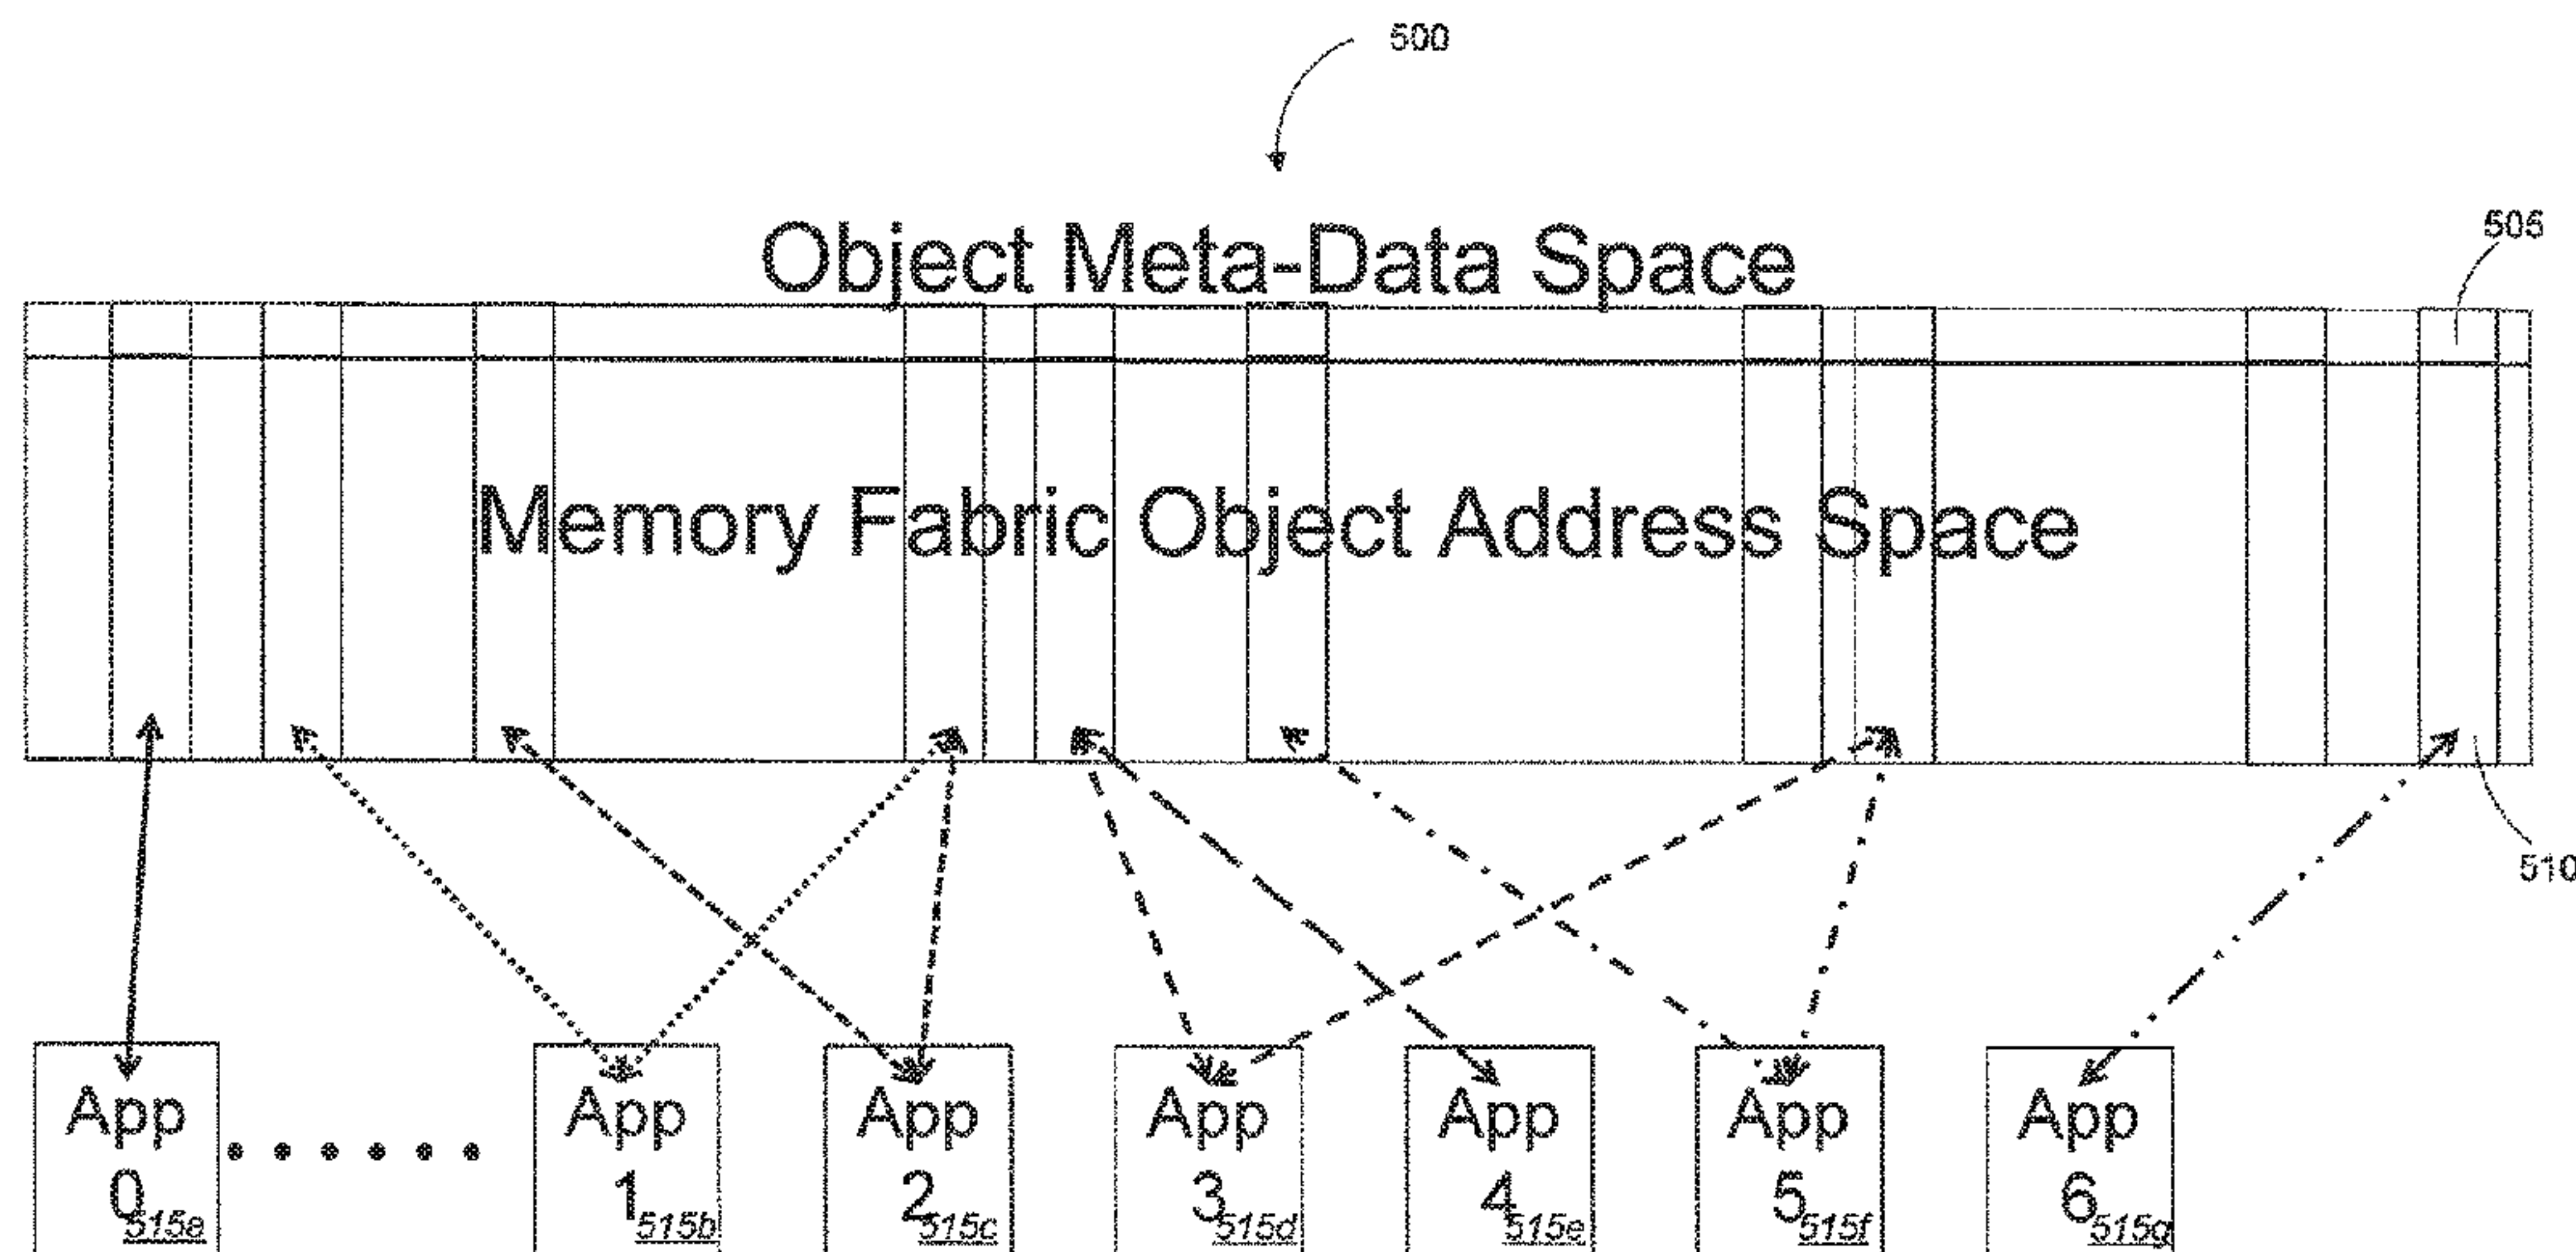 500
Object Meta-Data Space
505
Memory Fabric Object Address Space
510
App
0
515a
App
1
515b
App
2
515c
App
3
515d
App
4
515e
App
5
515f
App
6
515g